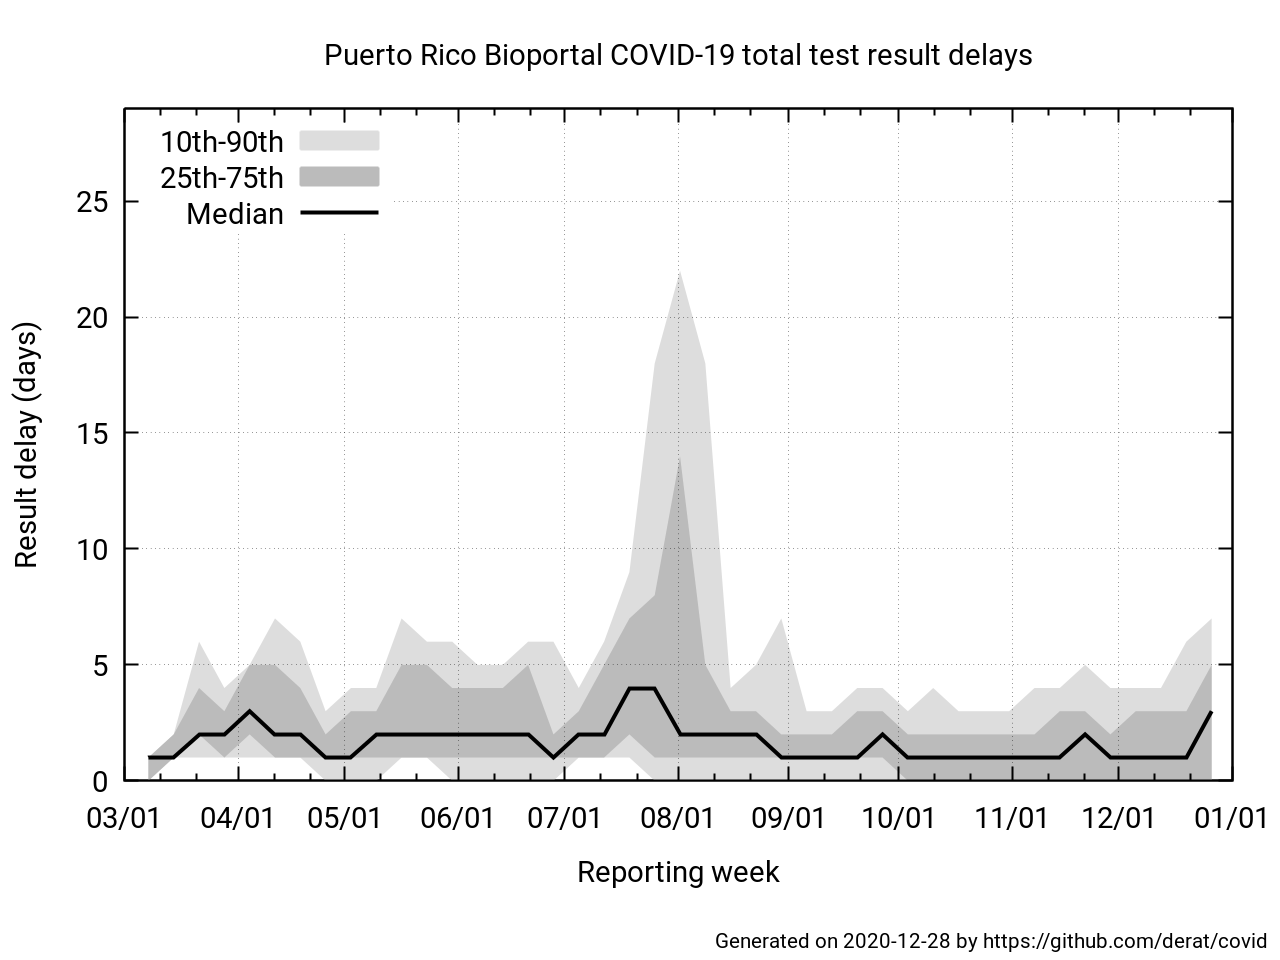 Puerto Rico Bioportal COVID-19 total test result delays
10th-90th
25th-75th
Median
25
20
15
10
5
0
Result delay (days)
03/01 04/01 05/01 06/01 07/01 08/01 09/01 10/01 11/01 12/01 01/01
Reporting week
Generated on 2020-12-28 by https://github.com/derat/covid